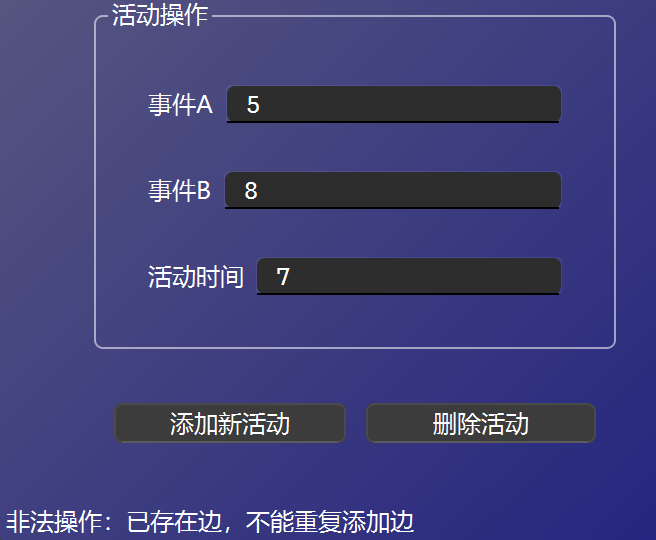 活动操作
事件A 5
事件B 8
活动时间 7
添加新活动 删除活动
非法操作：已存在边，不能重复添加边